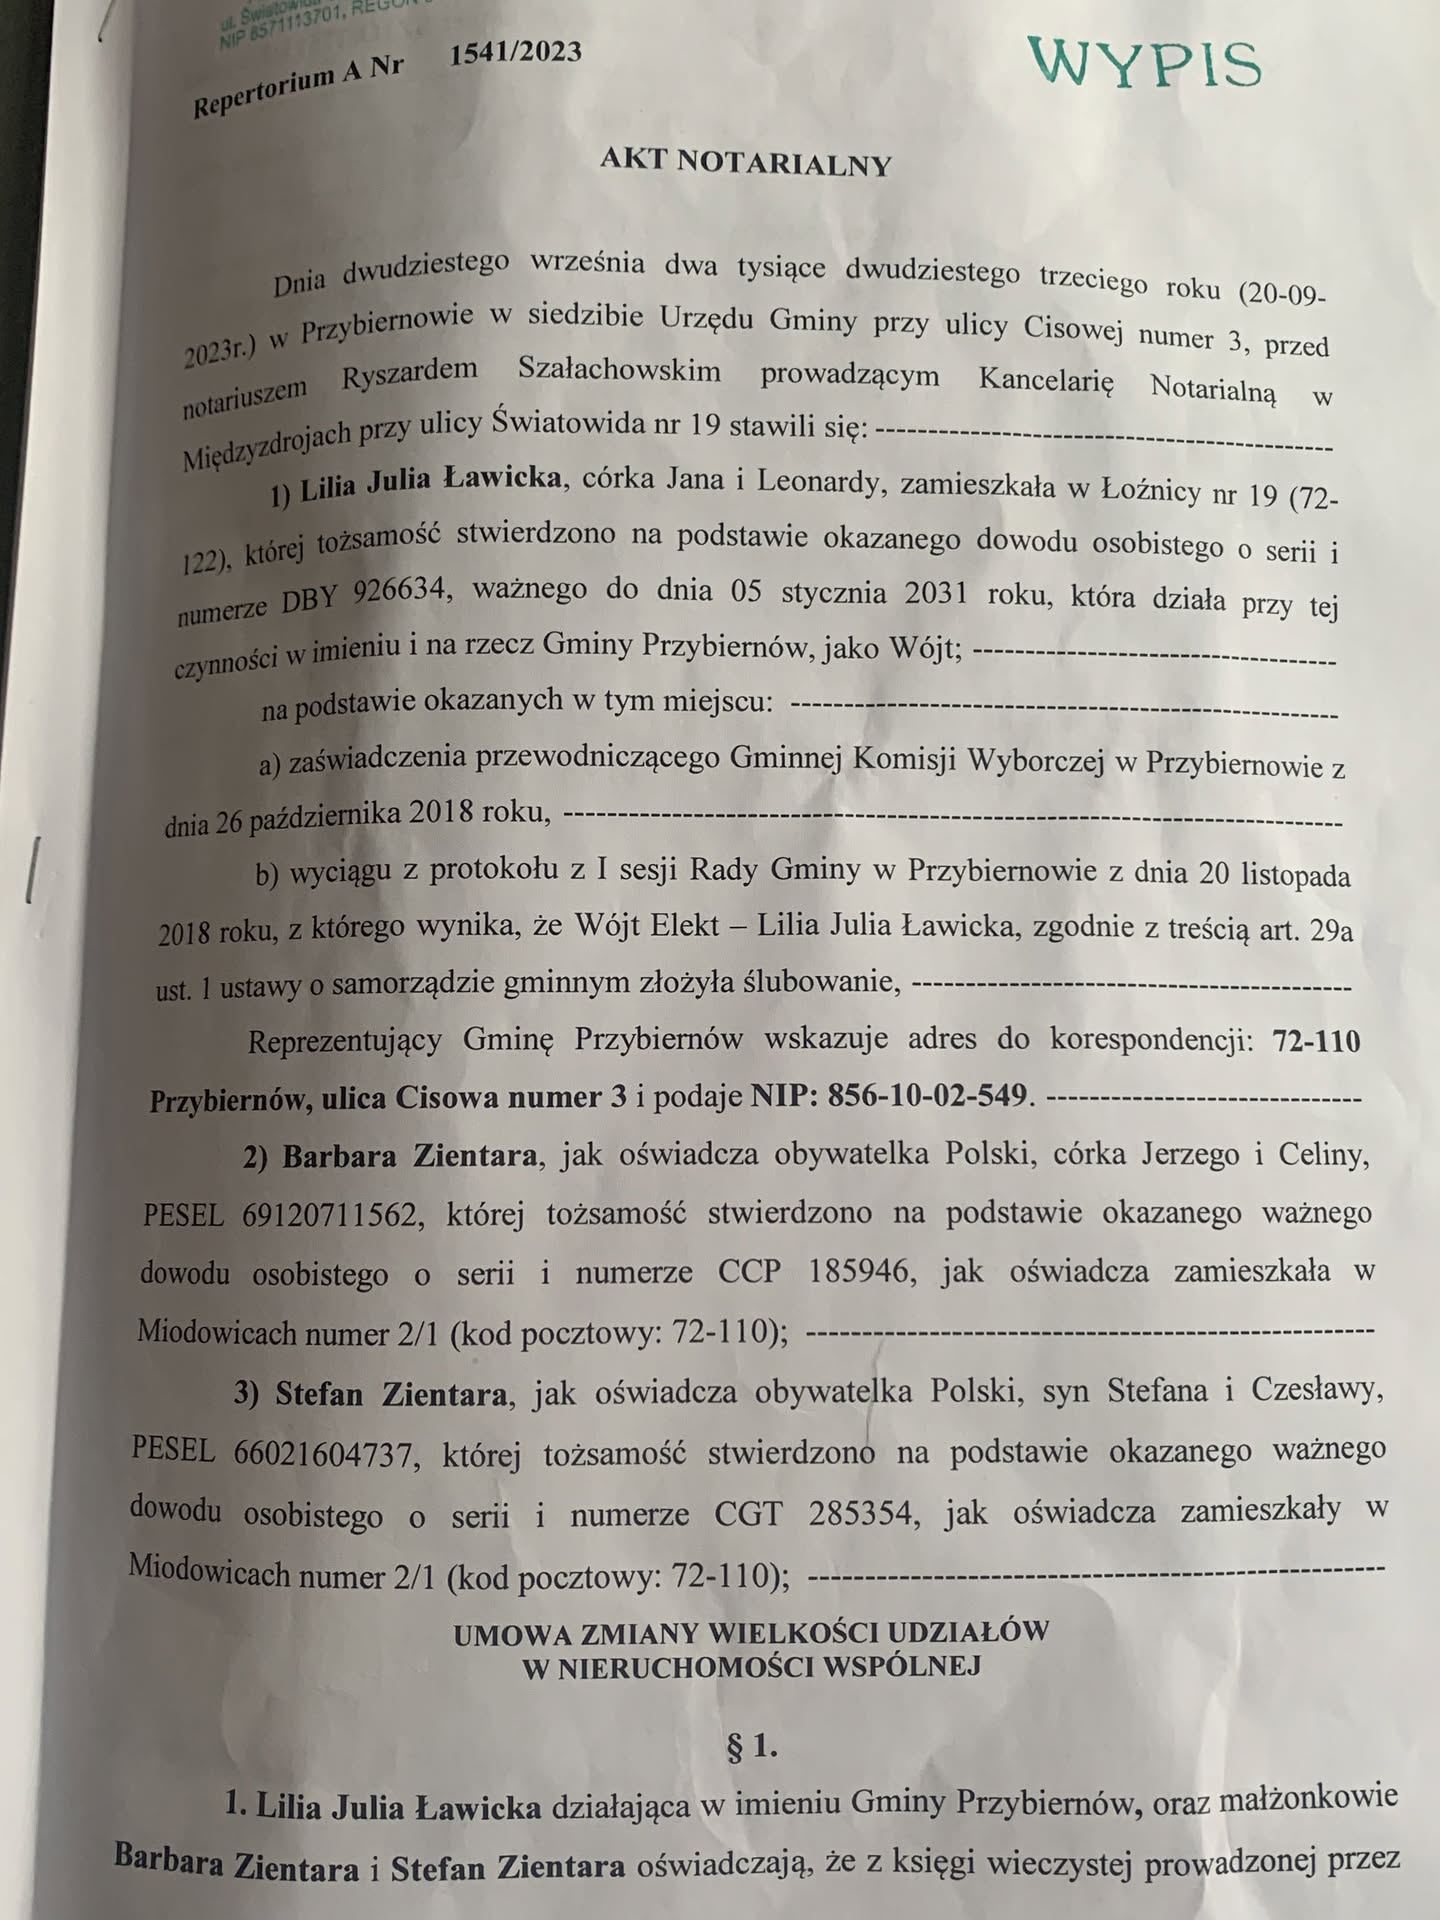 ul. Światowida
NIP 8571113701, REGON
Repertorium A Nr 1541/2023
WYPIS
AKT NOTARIALNY
Dnia dwudziestego września dwa tysiące dwudziestego trzeciego roku (20-09-
2023r.) w Przybiernowie w siedzibie Urzędu Gminy przy ulicy Cisowej numer 3, przed
notariuszem Ryszardem Szałachowskim prowadzącym Kancelarię Notarialną w
Międzyzdrojach przy ulicy Światowida nr 19 stawili się: ----------
1) Lilia Julia Ławicka, córka Jana i Leonardy, zamieszkała w Łoźnicy nr 19 (72-
122), której tożsamość stwierdzono na podstawie okazanego dowodu osobistego o serii i
numerze DBY 926634, ważnego do dnia 05 stycznia 2031 roku, która działa przy tej
czynności w imieniu i na rzecz Gminy Przybiernów, jako Wójt; ----------
na podstawie okazanych w tym miejscu: ----------
a) zaświadczenia przewodniczącego Gminnej Komisji Wyborczej w Przybiernowie z
dnia 26 października 2018 roku, ----------
b) wyciągu z protokołu z I sesji Rady Gminy w Przybiernowie z dnia 20 listopada
2018 roku, z którego wynika, że Wójt Elekt – Lilia Julia Ławicka, zgodnie z treścią art. 29a
ust. 1 ustawy o samorządzie gminnym złożyła ślubowanie, ----------
Reprezentujący Gminę Przybiernów wskazuje adres do korespondencji: 72-110
Przybiernów, ulica Cisowa numer 3 i podaje NIP: 856-10-02-549. ----------
2) Barbara Zientara, jak oświadcza obywatelka Polski, córka Jerzego i Celiny,
PESEL 69120711562, której tożsamość stwierdzono na podstawie okazanego ważnego
dowodu osobistego o serii i numerze CCP 185946, jak oświadcza zamieszkała w
Miodowicach numer 2/1 (kod pocztowy: 72-110); ----------
3) Stefan Zientara, jak oświadcza obywatelka Polski, syn Stefana i Czesławy,
PESEL 66021604737, której tożsamość stwierdzono na podstawie okazanego ważnego
dowodu osobistego o serii i numerze CGT 285354, jak oświadcza zamieszkały w
Miodowicach numer 2/1 (kod pocztowy: 72-110); ----------
UMOWA ZMIANY WIELKOŚCI UDZIAŁÓW
W NIERUCHOMOŚCI WSPÓLNEJ
§ 1.
1. Lilia Julia Ławicka działająca w imieniu Gminy Przybiernów, oraz małżonkowie
Barbara Zientara i Stefan Zientara oświadczają, że z księgi wieczystej prowadzonej przez